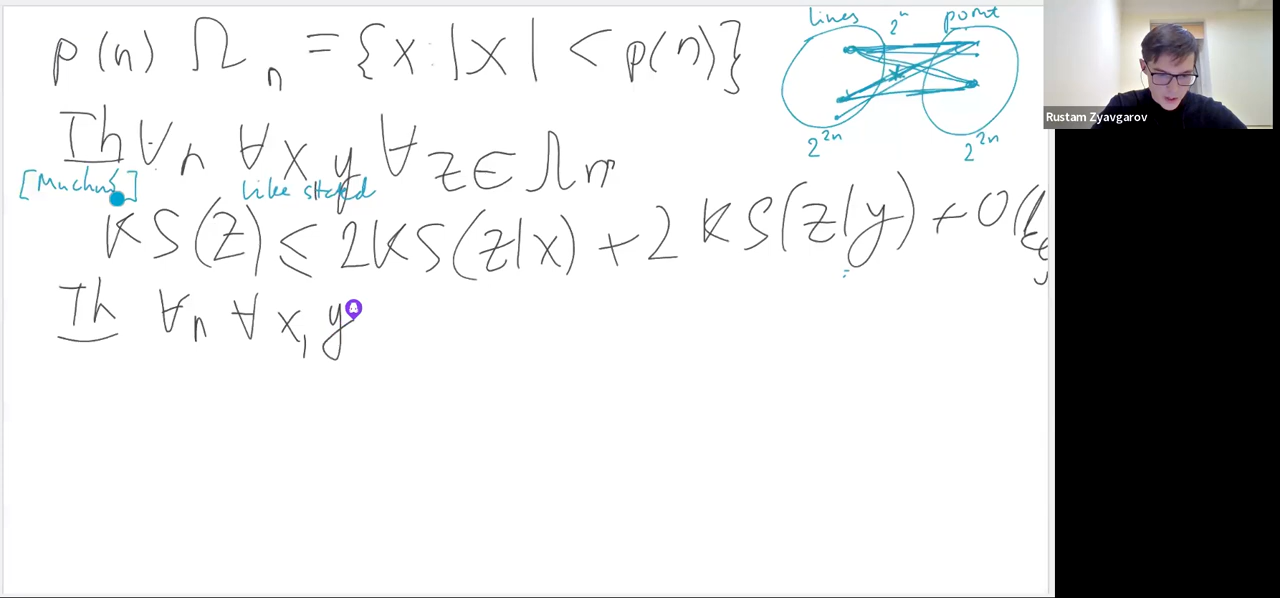 p(n) Ω_n = {x : |x| < p(n)}
Th ∀n ∀x,y ∀z ∈ Ω_n
[Muchnik] like stated
KS(z) ≤ 2KS(z|x) + 2KS(z|y) + O(
Th ∀n ∀x,y
lines 2^n point
2^{2n} 2^{2n}
Rustam Zyavgarov